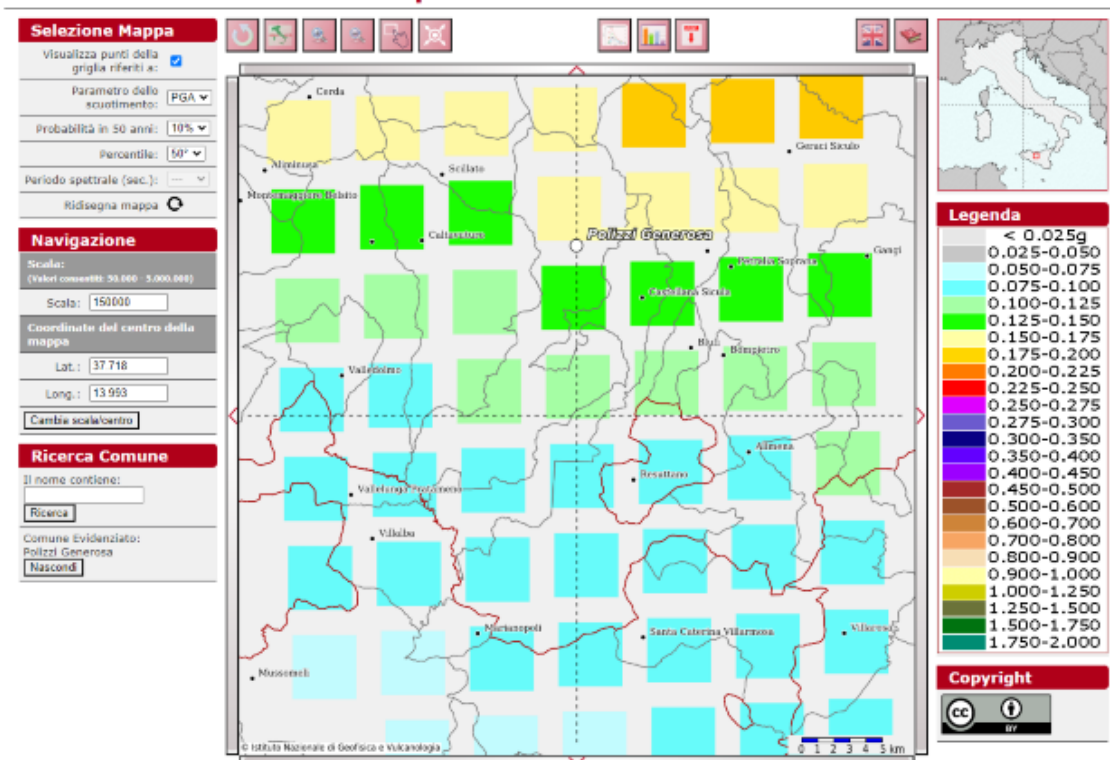 Selezione Mappa
Visualizza punti della
griglia riferiti a:
Parametro dello
scuotimento: PGA
Probabilità in 50 anni: 10%
Percentile: 50°
Periodo spettrale (sec.): ---
Ridisegna mappa
Navigazione
Scala:
(Valori consentiti: 50.000 - 5.000.000)
Scala: 150000
Coordinate del centro della
mappa
Lat.: 37.718
Long.: 13.993
Cambia scala/centro
Ricerca Comune
Il nome contiene:
Ricerca
Comune Evidenziato:
Polizzi Generosa
Nascondi
Cerda
Geraci Siculo
Aliminusa
Scillato
Montemaggiore Belsito
Caltavuturo
Polizzi Generosa
Gangi
Petralia Soprana
Castellana Sicula
Blufi
Bompietro
Valledolmo
Alimena
Resuttano
Vallelunga Pratameno
Villalba
Marianopoli
Santa Caterina Villarmosa
Villarosa
Mussomeli
© Istituto Nazionale di Geofisica e Vulcanologia
0 1 2 3 4 5 km
Legenda
< 0.025g
0.025-0.050
0.050-0.075
0.075-0.100
0.100-0.125
0.125-0.150
0.150-0.175
0.175-0.200
0.200-0.225
0.225-0.250
0.250-0.275
0.275-0.300
0.300-0.350
0.350-0.400
0.400-0.450
0.450-0.500
0.500-0.600
0.600-0.700
0.700-0.800
0.800-0.900
0.900-1.000
1.000-1.250
1.250-1.500
1.500-1.750
1.750-2.000
Copyright
cc
BY